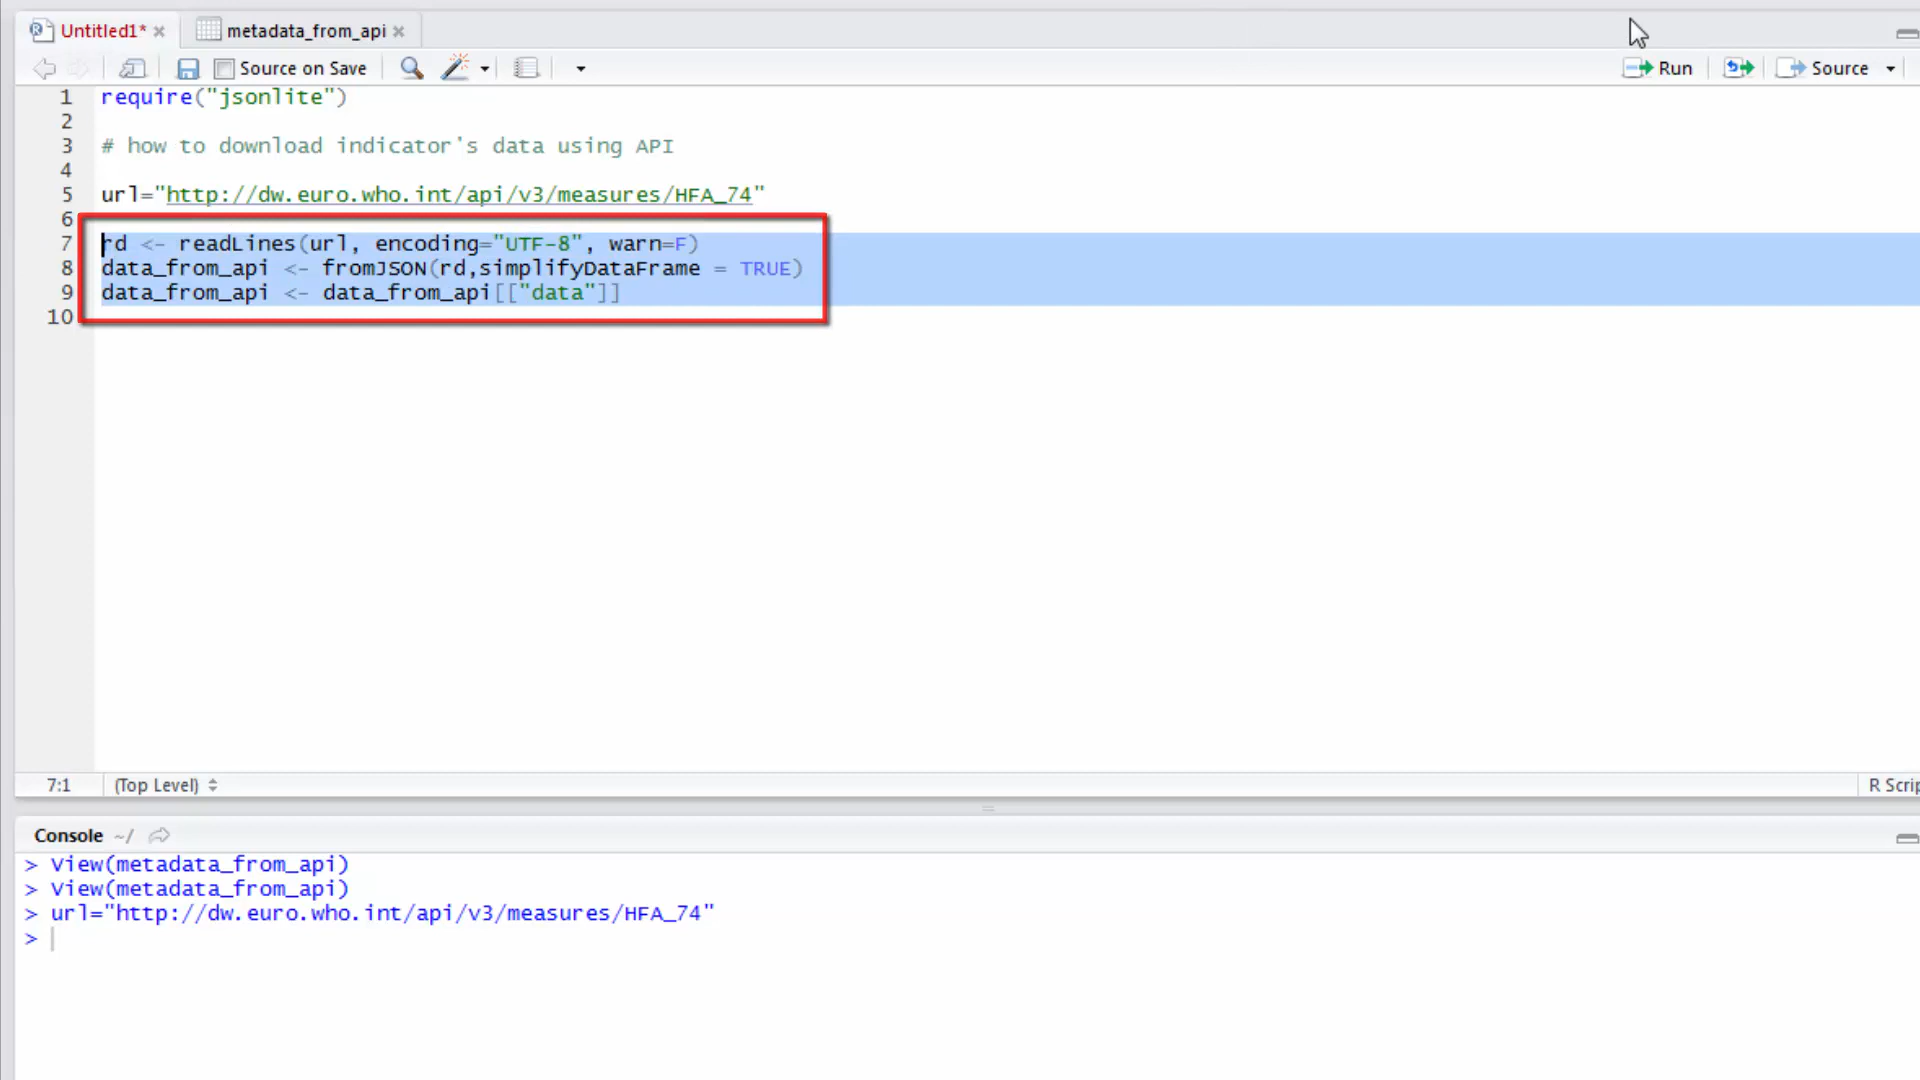 Untitled1* metadata_from_api
Source on Save Run Source
1 require("jsonlite")
2
3 # how to download indicator's data using API
4
5 url="http://dw.euro.who.int/api/v3/measures/HFA_74"
6
7 rd <- readLines(url, encoding="UTF-8", warn=F)
8 data_from_api <- fromJSON(rd,simplifyDataFrame = TRUE)
9 data_from_api <- data_from_api[["data"]]
10
7:1 (Top Level) R Scrip
Console ~/
> View(metadata_from_api)
> View(metadata_from_api)
> url="http://dw.euro.who.int/api/v3/measures/HFA_74"
>